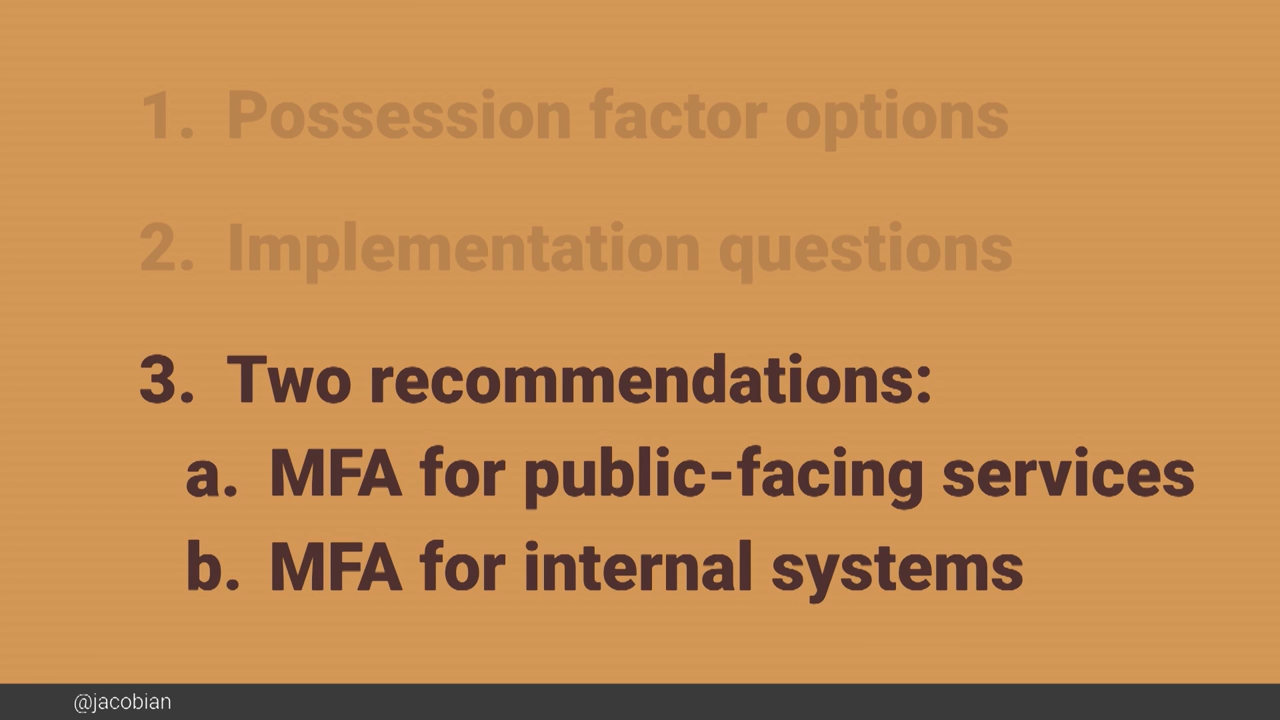 1. Possession factor options
2. Implementation questions
3. Two recommendations:
a. MFA for public-facing services
b. MFA for internal systems
@jacobian